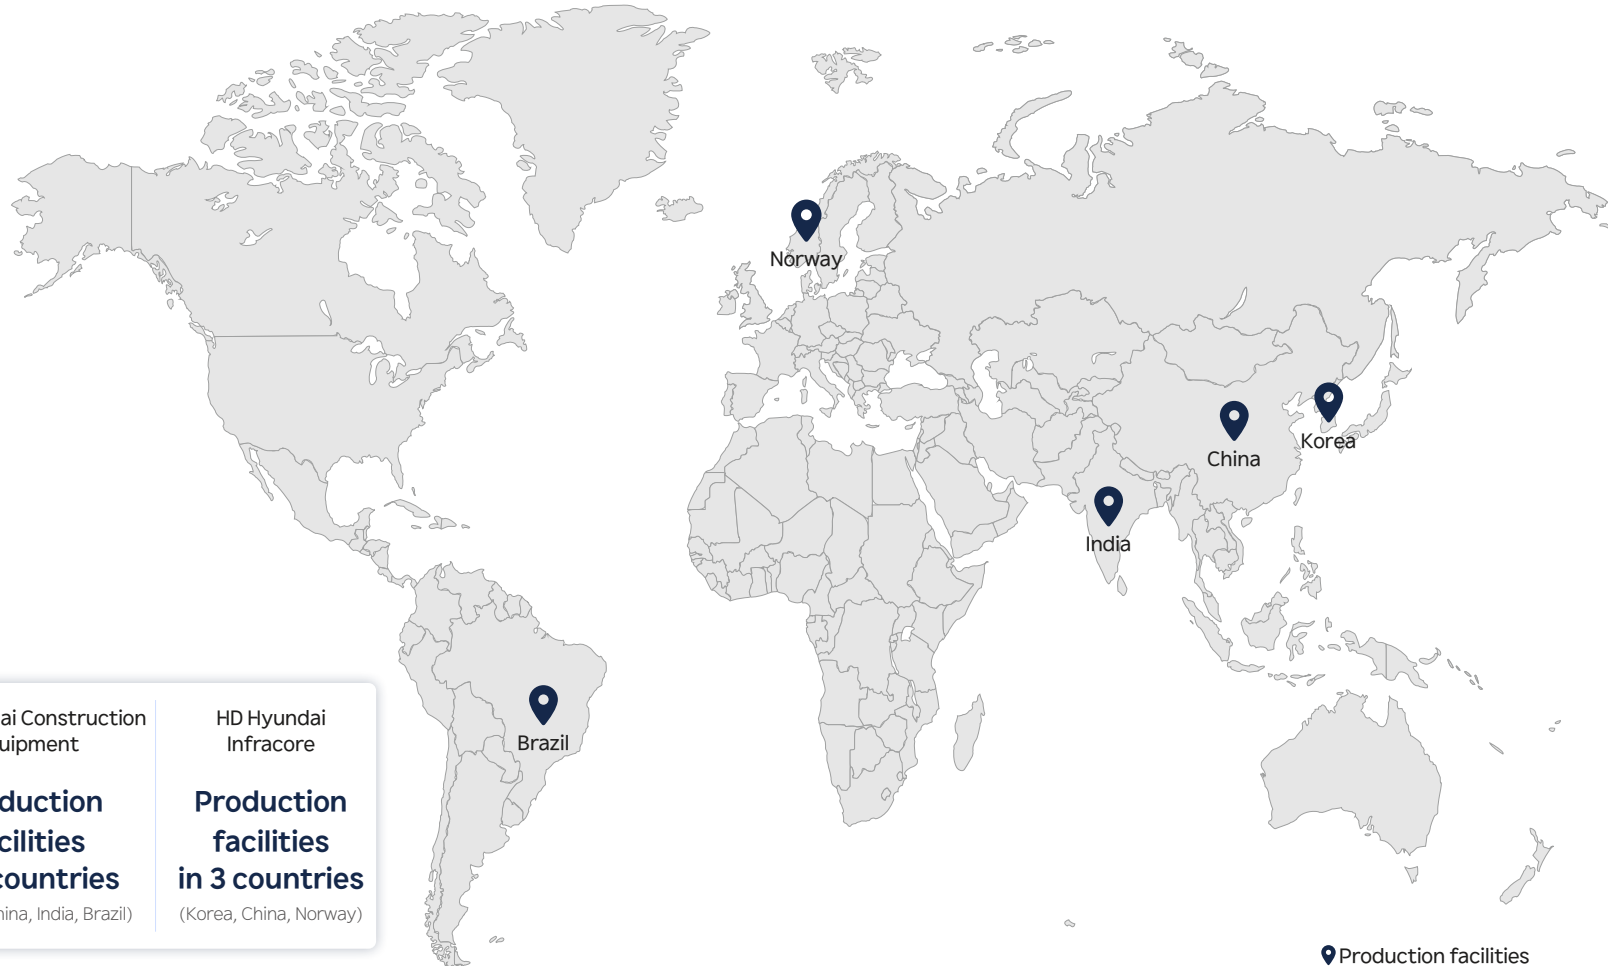 Norway
Korea
China
India
Brazil
ai Construction
uipment
duction
cilities
countries
ina, India, Brazil)
HD Hyundai
Infracore
Production
facilities
in 3 countries
(Korea, China, Norway)
Production facilities